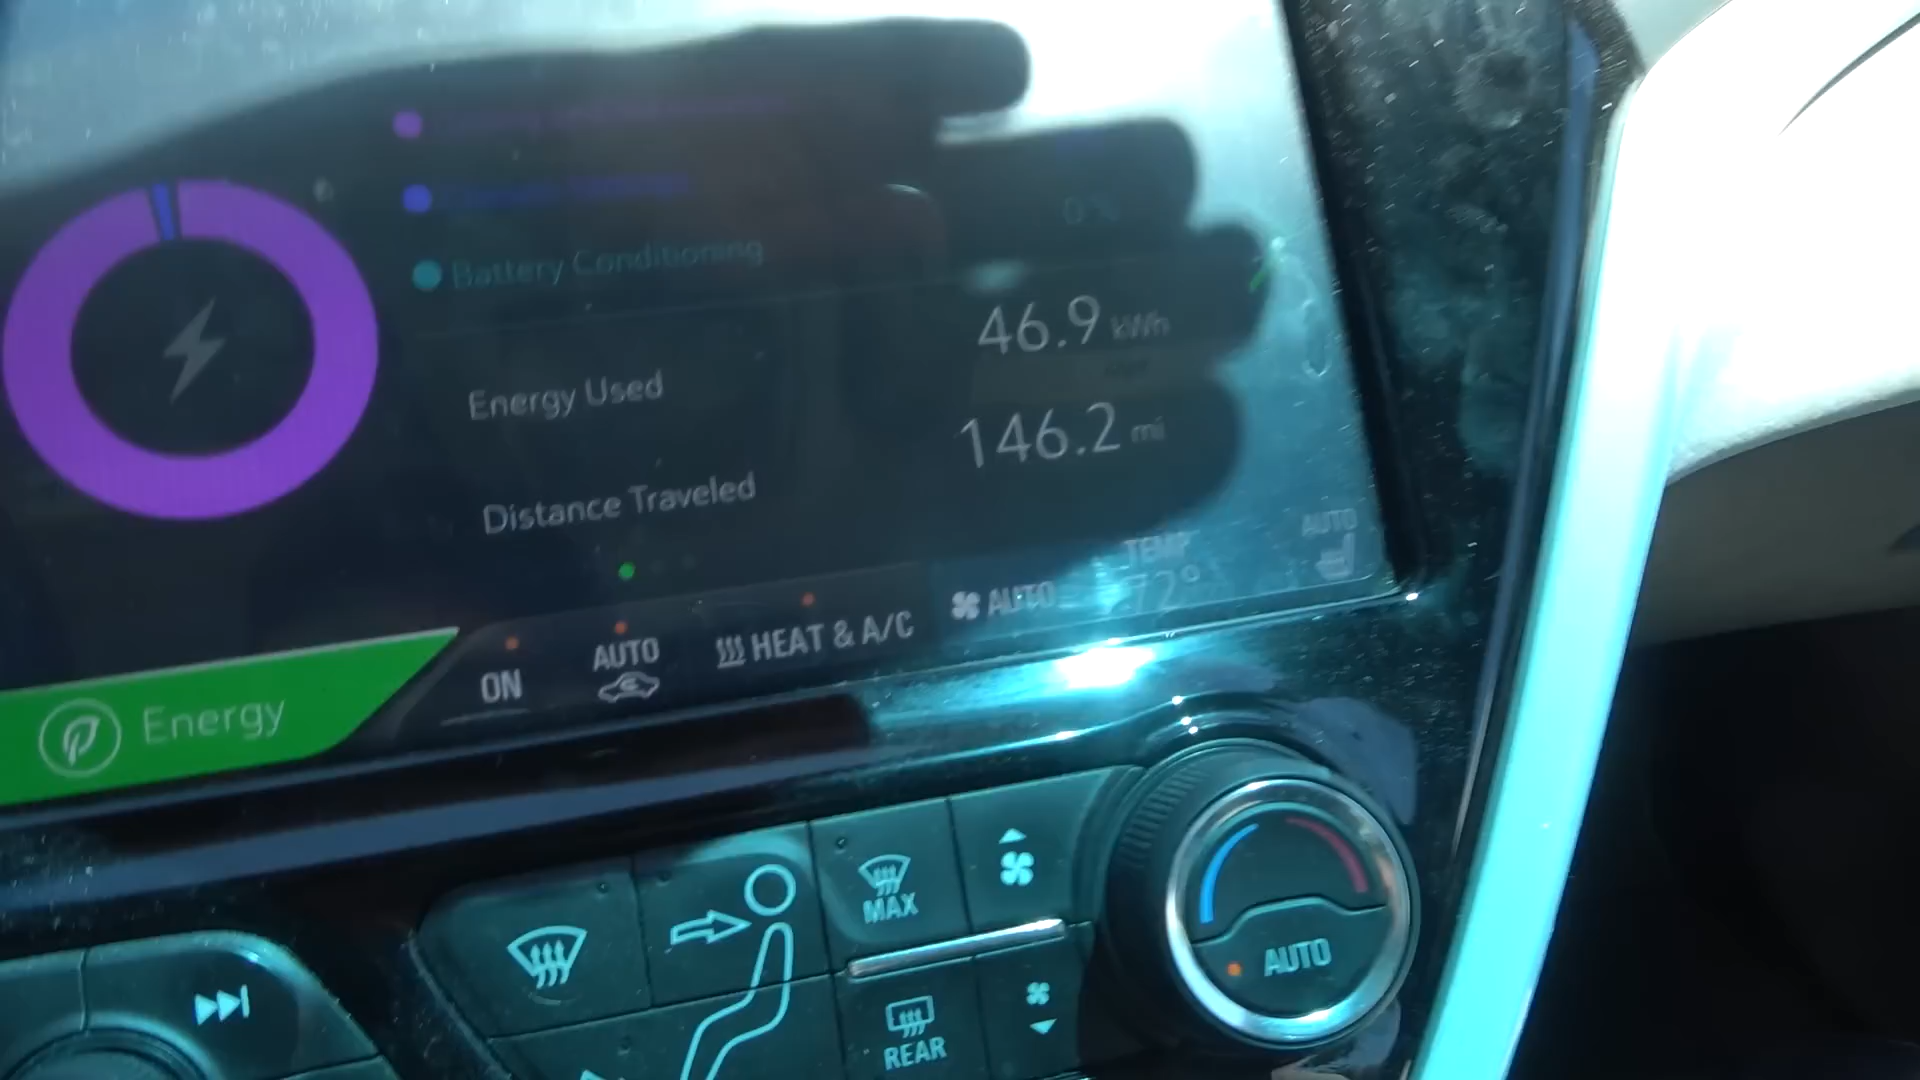 Battery Conditioning
46.9 kWh
Energy Used
146.2 mi
Distance Traveled
TEMP
AUTO
ON
AUTO
HEAT & A/C
AUTO
72°
Energy
MAX
AUTO
REAR